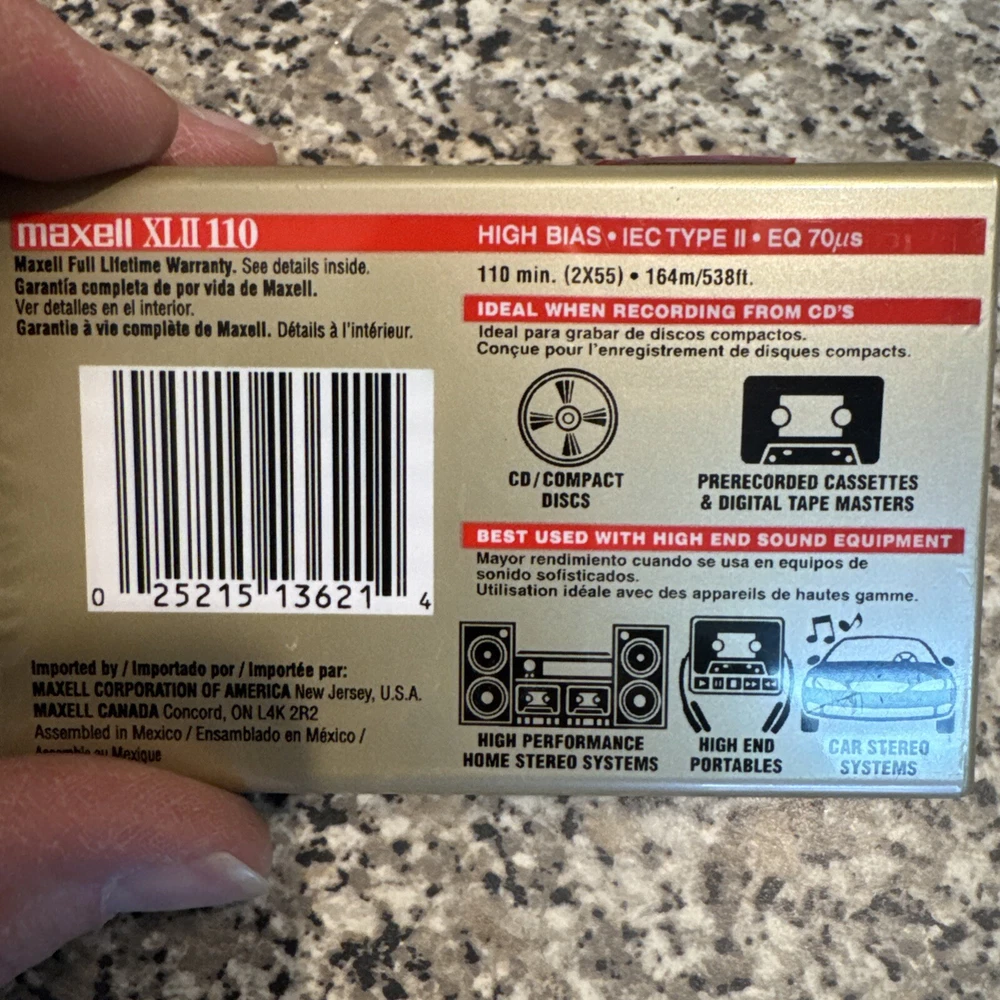 maxell XLII 110
Maxell Full Lifetime Warranty. See details inside.
Garantía completa de por vida de Maxell.
Ver detalles en el interior.
Garantie à vie complète de Maxell. Détails à l'intérieur.
0 25215 13621 4
Imported by / Importado por / Importée par:
MAXELL CORPORATION OF AMERICA New Jersey, U.S.A.
MAXELL CANADA Concord, ON L4K 2R2
Assembled in Mexico / Ensamblado en México /
Assemble au Mexique
HIGH BIAS • IEC TYPE II • EQ 70µs
110 min. (2X55) • 164m/538ft.
IDEAL WHEN RECORDING FROM CD'S
Ideal para grabar de discos compactos.
Conçue pour l'enregistrement de disques compacts.
CD/COMPACT
DISCS
PRERECORDED CASSETTES
& DIGITAL TAPE MASTERS
BEST USED WITH HIGH END SOUND EQUIPMENT
Mayor rendimiento cuando se usa en equipos de
sonido sofisticados.
Utilisation idéale avec des appareils de hautes gamme.
HIGH PERFORMANCE
HOME STEREO SYSTEMS
HIGH END
PORTABLES
CAR STEREO
SYSTEMS